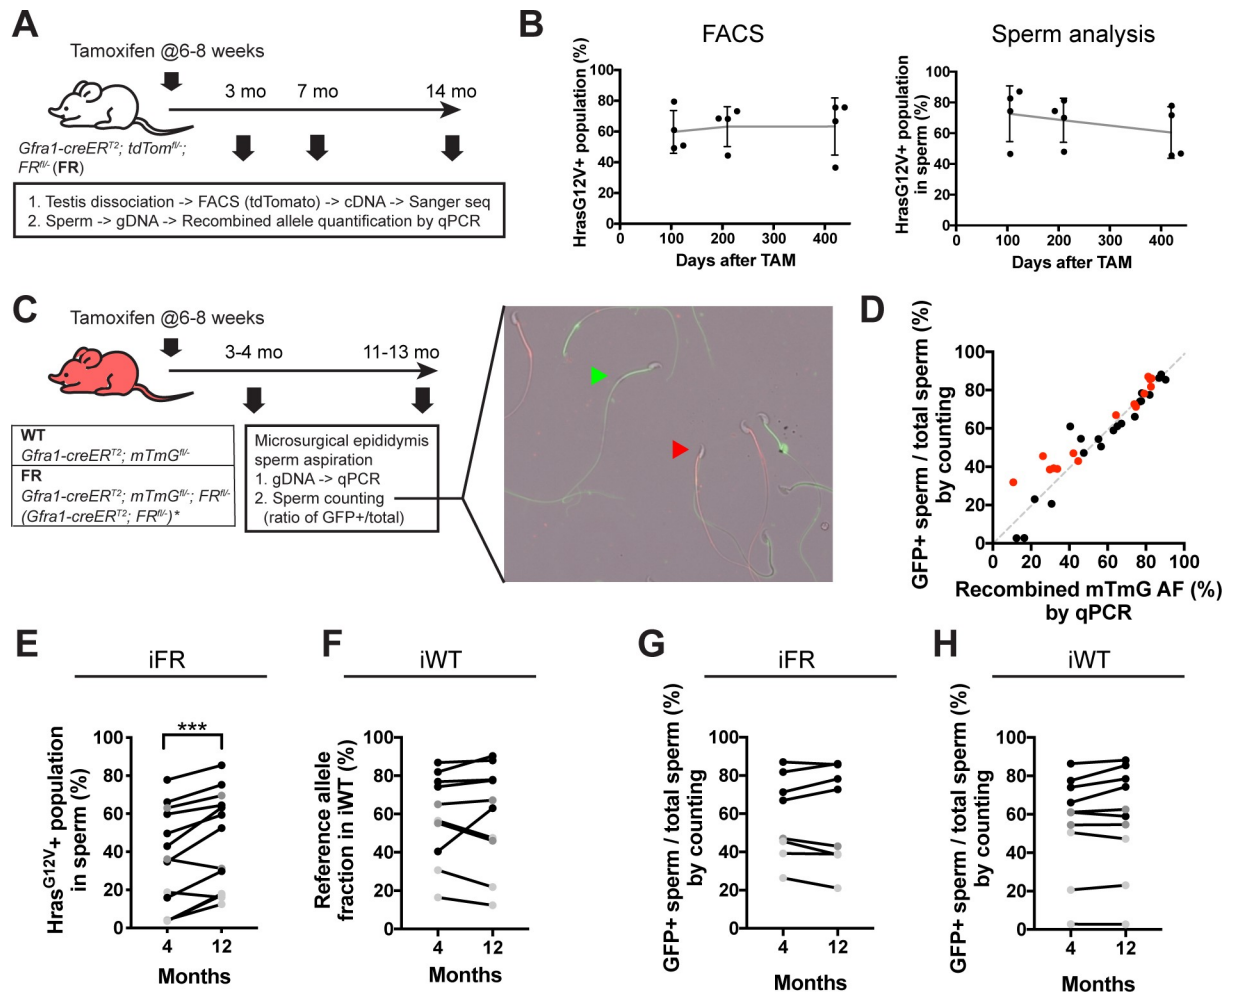 A
Tamoxifen @6-8 weeks
3 mo
7 mo
14 mo
Gfra1-creERT2; tdTomfl/-;
FRfl/- (FR)
1. Testis dissociation -> FACS (tdTomato) -> cDNA -> Sanger seq
2. Sperm -> gDNA -> Recombined allele quantification by qPCR
B
FACS
HrasG12V+ population (%)
100
80
60
40
20
0
0
100
200
300
400
Days after TAM
Sperm analysis
HrasG12V+ population
in sperm (%)
100
80
60
40
20
0
0
100
200
300
400
Days after TAM
C
Tamoxifen @6-8 weeks
3-4 mo
11-13 mo
WT
Gfra1-creERT2; mTmGfl/-
FR
Gfra1-creERT2; mTmGfl/-; FRfl/-
(Gfra1-creERT2; FRfl/-)*
Microsurgical epididymis
sperm aspiration
1. gDNA -> qPCR
2. Sperm counting
(ratio of GFP+/total)
D
GFP+ sperm / total sperm (%)
by counting
100
80
60
40
20
0
0
20
40
60
80
100
Recombined mTmG AF (%)
by qPCR
E
iFR
HrasG12V+ population
in sperm (%)
100
80
60
40
20
0
***
4
12
Months
F
iWT
Reference allele
fraction in iWT (%)
100
80
60
40
20
0
4
12
Months
G
iFR
GFP+ sperm / total sperm (%)
by counting
100
80
60
40
20
0
4
12
Months
H
iWT
GFP+ sperm / total sperm (%)
by counting
100
80
60
40
20
0
4
12
Months